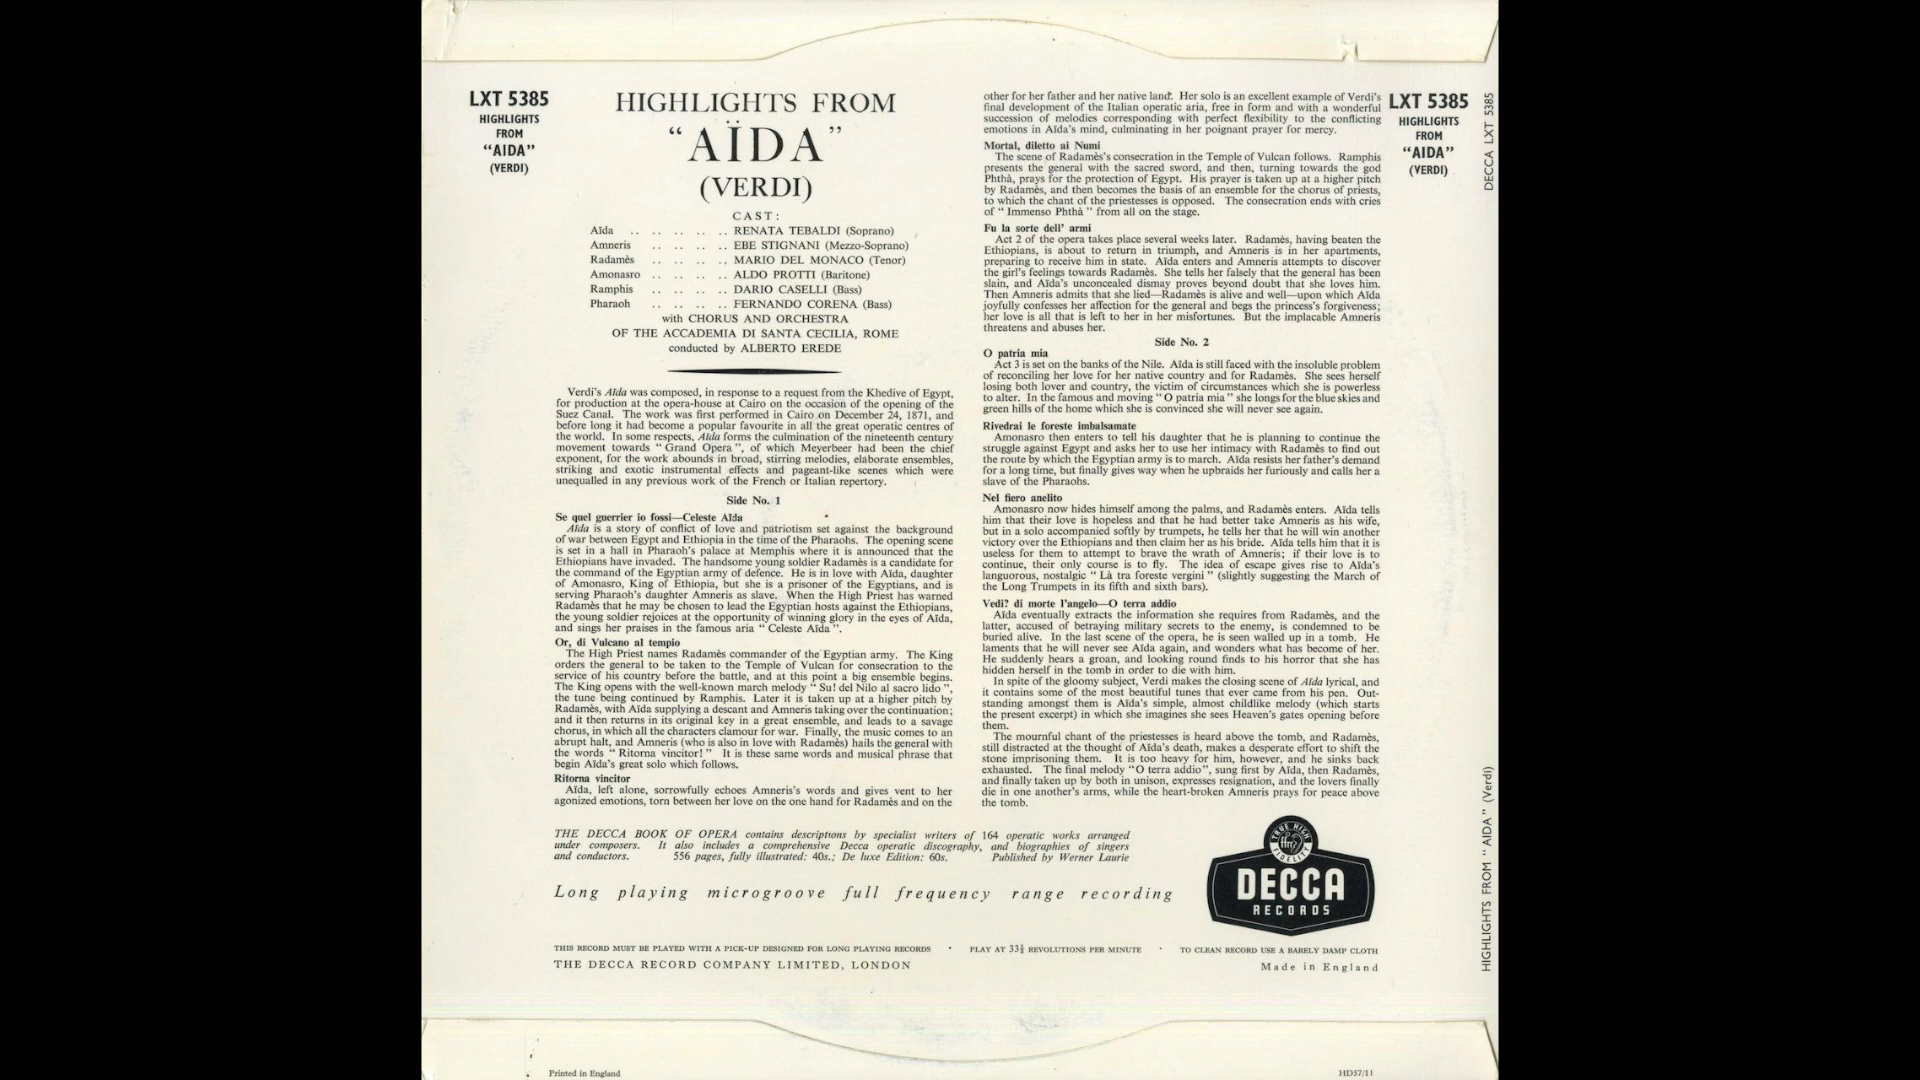 LXT 5385
HIGHLIGHTS
FROM
“AIDA”
(VERDI)
HIGHLIGHTS FROM
“AÏDA”
(VERDI)
CAST:
Aïda .. .. .. .. .. RENATA TEBALDI (Soprano)
Amneris .. .. .. .. EBE STIGNANI (Mezzo-Soprano)
Radamès .. .. .. .. MARIO DEL MONACO (Tenor)
Amonasro .. .. .. .. ALDO PROTTI (Baritone)
Ramphis .. .. .. .. DARIO CASELLI (Bass)
Pharaoh .. .. .. .. FERNANDO CORENA (Bass)
with CHORUS AND ORCHESTRA
OF THE ACCADEMIA DI SANTA CECILIA, ROME
conducted by ALBERTO EREDE
Verdi's Aïda was composed, in response to a request from the Khedive of Egypt,
for production at the opera-house at Cairo on the occasion of the opening of the
Suez Canal. The work was first performed in Cairo on December 24, 1871, and
before long it had become a popular favourite in all the great operatic centres of
the world. In some respects, Aïda forms the culmination of the nineteenth century
movement towards “ Grand Opera ”, of which Meyerbeer had been the chief
exponent, for the work abounds in broad, stirring melodies, elaborate ensembles,
striking and exotic instrumental effects and pageant-like scenes which were
unequalled in any previous work of the French or Italian repertory.
Side No. 1
Se quel guerrier io fossi—Celeste Aïda
Aïda is a story of conflict of love and patriotism set against the background
of war between Egypt and Ethiopia in the time of the Pharaohs. The opening scene
is set in a hall in Pharaoh's palace at Memphis where it is announced that the
Ethiopians have invaded. The handsome young soldier Radamès is a candidate for
the command of the Egyptian army of defence. He is in love with Aïda, daughter
of Amonasro, King of Ethiopia, but she is a prisoner of the Egyptians, and is
serving Pharaoh's daughter Amneris as slave. When the High Priest has warned
Radamès that he may be chosen to lead the Egyptian hosts against the Ethiopians,
the young soldier rejoices at the opportunity of winning glory in the eyes of Aïda,
and sings her praises in the famous aria “ Celeste Aïda ”.
Or, di Vulcano al tempio
The High Priest names Radamès commander of the Egyptian army. The King
orders the general to be taken to the Temple of Vulcan for consecration to the
service of his country before the battle, and at this point a big ensemble begins.
The King opens with the well-known march melody “ Su! del Nilo al sacro lido ”,
the tune being continued by Ramphis. Later it is taken up at a higher pitch by
Radamès, with Aïda supplying a descant and Amneris taking over the continuation;
and it then returns in its original key in a great ensemble, and leads to a savage
chorus, in which all the characters clamour for war. Finally, the music comes to an
abrupt halt, and Amneris (who is also in love with Radamès) hails the general with
the words “ Ritorna vincitor! ” It is these same words and musical phrase that
begin Aïda's great solo which follows.
Ritorna vincitor
Aïda, left alone, sorrowfully echoes Amneris's words and gives vent to her
agonized emotions, torn between her love on the one hand for Radamès and on the
other for her father and her native land. Her solo is an excellent example of Verdi's
final development of the Italian operatic aria, free in form and with a wonderful
succession of melodies corresponding with perfect flexibility to the conflicting
emotions in Aïda's mind, culminating in her poignant prayer for mercy.
Mortal, diletto ai Numi
The scene of Radamès's consecration in the Temple of Vulcan follows. Ramphis
presents the general with the sacred sword, and then, turning towards the god
Phthà, prays for the protection of Egypt. His prayer is taken up at a higher pitch
by Radamès, and then becomes the basis of an ensemble for the chorus of priests,
to which the chant of the priestesses is opposed. The consecration ends with cries
of “ Immenso Phthà ” from all on the stage.
Fu la sorte dell' armi
Act 2 of the opera takes place several weeks later. Radamès, having beaten the
Ethiopians, is about to return in triumph, and Amneris is in her apartments,
preparing to receive him in state. Aïda enters and Amneris attempts to discover
the girl's feelings towards Radamès. She tells her falsely that the general has been
slain, and Aïda's unconcealed dismay proves beyond doubt that she loves him.
Then Amneris admits that she lied—Radamès is alive and well—upon which Aïda
joyfully confesses her affection for the general and begs the princess's forgiveness;
her love is all that is left to her in her misfortunes. But the implacable Amneris
threatens and abuses her.
Side No. 2
O patria mia
Act 3 is set on the banks of the Nile. Aïda is still faced with the insoluble problem
of reconciling her love for her native country and for Radamès. She sees herself
losing both lover and country, the victim of circumstances which she is powerless
to alter. In the famous and moving “ O patria mia ” she longs for the blue skies and
green hills of the home which she is convinced she will never see again.
Rivedrai le foreste imbalsamate
Amonasro then enters to tell his daughter that he is planning to continue the
struggle against Egypt and asks her to use her intimacy with Radamès to find out
the route by which the Egyptian army is to march. Aïda resists her father's demand
for a long time, but finally gives way when he upbraids her furiously and calls her a
slave of the Pharaohs.
Nel fiero anelito
Amonasro now hides himself among the palms, and Radamès enters. Aïda tells
him that their love is hopeless and that he had better take Amneris as his wife,
but in a solo accompanied softly by trumpets, he tells her that he will win another
victory over the Ethiopians and then claim her as his bride. Aïda tells him that it is
useless for them to attempt to brave the wrath of Amneris; if their love is to
continue, their only course is to fly. The idea of escape gives rise to Aïda's
languorous, nostalgic “ Là tra foreste vergini ” (slightly suggesting the March of
the Long Trumpets in its fifth and sixth bars).
Vedi? di morte l'angelo—O terra addio
Aïda eventually extracts the information she requires from Radamès, and the
latter, accused of betraying military secrets to the enemy, is condemned to be
buried alive. In the last scene of the opera, he is seen walled up in a tomb. He
laments that he will never see Aïda again, and wonders what has become of her.
He suddenly hears a groan, and looking round finds to his horror that she has
hidden herself in the tomb in order to die with him.
In spite of the gloomy subject, Verdi makes the closing scene of Aïda lyrical, and
it contains some of the most beautiful tunes that ever came from his pen. Out-
standing amongst them is Aïda's simple, almost childlike melody (which starts
the present excerpt) in which she imagines she sees Heaven's gates opening before
them.
The mournful chant of the priestesses is heard above the tomb, and Radamès,
still distracted at the thought of Aïda's death, makes a desperate effort to shift the
stone imprisoning them. It is too heavy for him, however, and he sinks back
exhausted. The final melody “O terra addio”, sung first by Aïda, then Radamès,
and finally taken up by both in unison, expresses resignation, and the lovers finally
die in one another's arms, while the heart-broken Amneris prays for peace above
the tomb.
LXT 5385
HIGHLIGHTS
FROM
“AIDA”
(VERDI)
DECCA LXT 5385
HIGHLIGHTS FROM “ AIDA ” (Verdi)
THE DECCA BOOK OF OPERA contains descriptions by specialist writers of 164 operatic works arranged
under composers. It also includes a comprehensive Decca operatic discography, and biographies of singers
and conductors. 556 pages, fully illustrated: 40s.; De luxe Edition: 60s. Published by Werner Laurie
Long playing microgroove full frequency range recording
TRUE HIGH
ffrr
FIDELITY
DECCA
RECORDS
THIS RECORD MUST BE PLAYED WITH A PICK-UP DESIGNED FOR LONG PLAYING RECORDS • PLAY AT 33⅓ REVOLUTIONS PER MINUTE • TO CLEAN RECORD USE A BARELY DAMP CLOTH
THE DECCA RECORD COMPANY LIMITED, LONDON
Made in England
Printed in England
HD57/11